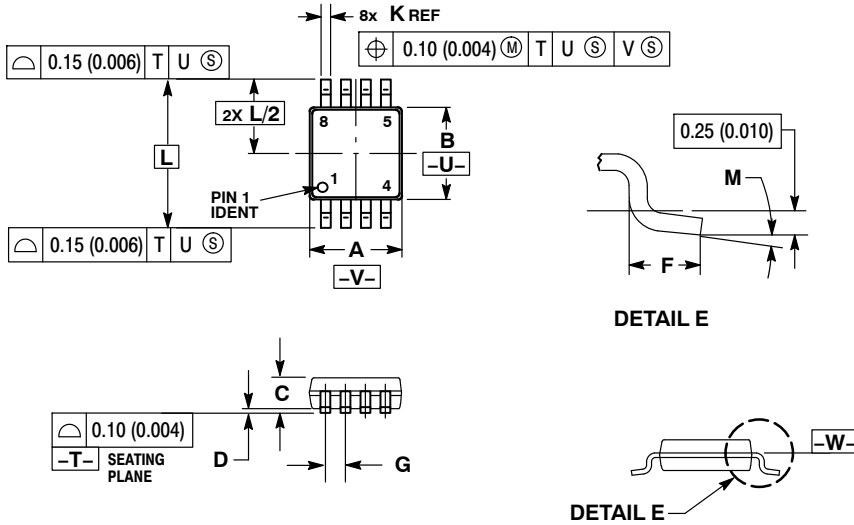 8x K REF
⌖ 0.10 (0.004) Ⓜ T U Ⓢ V Ⓢ
⌓ 0.15 (0.006) T U Ⓢ
2X L/2
8 5
B
–U–
L
PIN 1
IDENT
1 4
⌓ 0.15 (0.006) T U Ⓢ
A
–V–
0.25 (0.010)
M
F
DETAIL E
C
⌓ 0.10 (0.004)
–T– SEATING
PLANE
D
G
–W–
DETAIL E